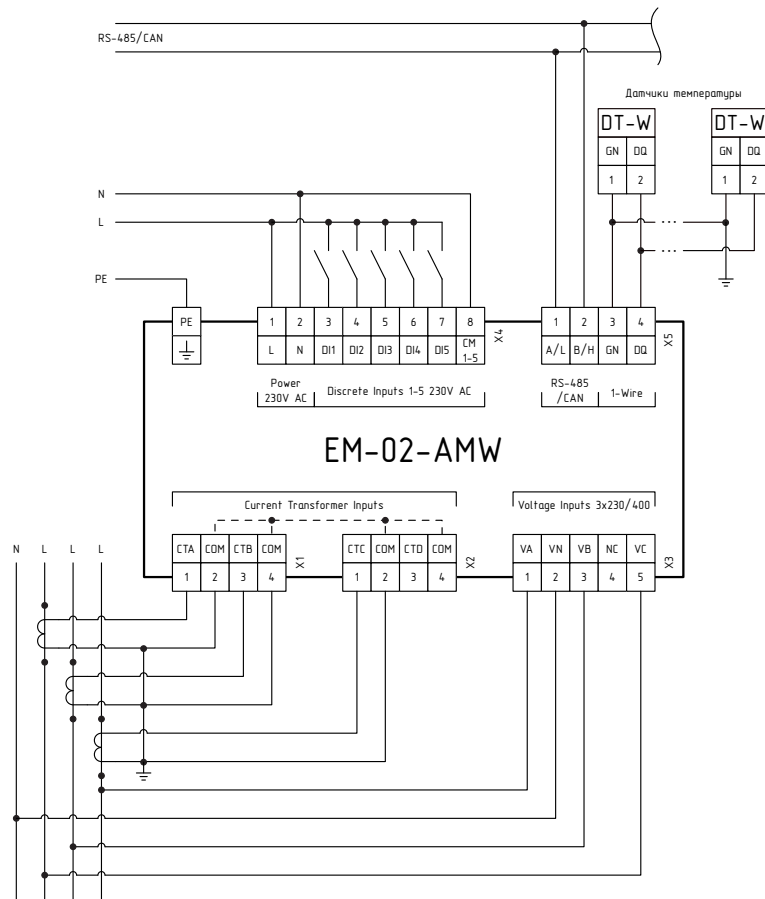 RS-485/CAN
Датчики температуры
DT-W DT-W
GN DQ GN DQ
1 2 1 2
N
L
PE
PE 1 2 3 4 5 6 7 8 X4 1 2 3 4 X5
L N DI1 DI2 DI3 DI4 DI5 CM 1-5 A/L B/H GN DQ
Power
230V AC
Discrete Inputs 1-5 230V AC
RS-485
/CAN
1-Wire
EM-02-AMW
Current Transformer Inputs
Voltage Inputs 3x230/400
N L L L
CTA COM CTB COM X1 CTC COM CTD COM X2 VA VN VB NC VC X3
1 2 3 4 1 2 3 4 1 2 3 4 5